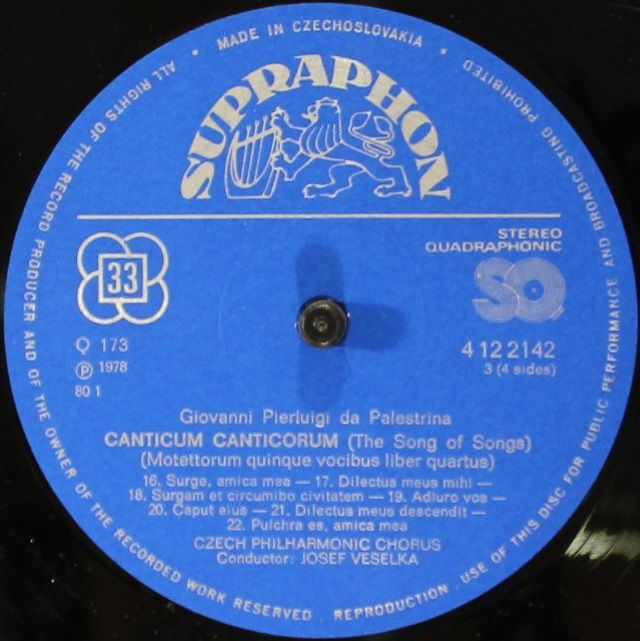 ALL RIGHTS OF THE RECORD PRODUCER AND OF THE OWNER OF THE RECORDED WORK RESERVED . REPRODUCTION . USE OF THIS DISC FOR PUBLIC PERFORMANCE AND BROADCASTING PROHIBITED
• MADE IN CZECHOSLOVAKIA •
SUPRAPHON
STEREO
QUADRAPHONIC
33
SQ
Q 173
4 12 2142
Ⓟ 1978
3 (4 sides)
80 1
Giovanni Pierluigi da Palestrina
CANTICUM CANTICORUM (The Song of Songs)
(Motettorum quinque vocibus liber quartus)
16. Surge, amica mea — 17. Dilectus meus mihi —
18. Surgam et circumibo civitatem — 19. Adiuro vos —
20. Caput eius — 21. Dilectus meus descendit —
22. Pulchra es, amica mea
CZECH PHILHARMONIC CHORUS
Conductor: JOSEF VESELKA